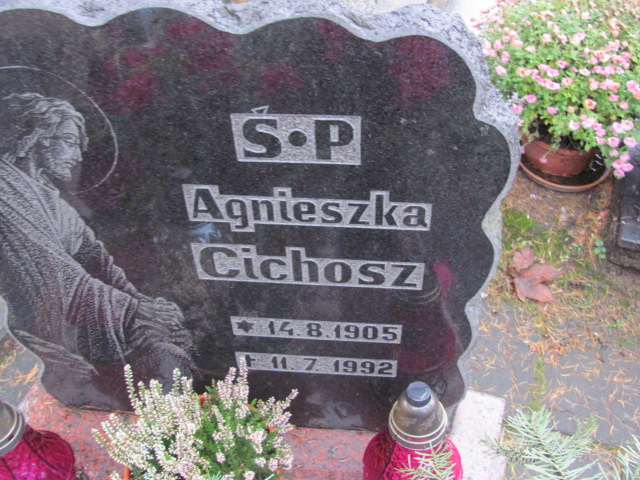 Ś•P
Agnieszka
Cichosz
* 14.8.1905
† 11.7.1992